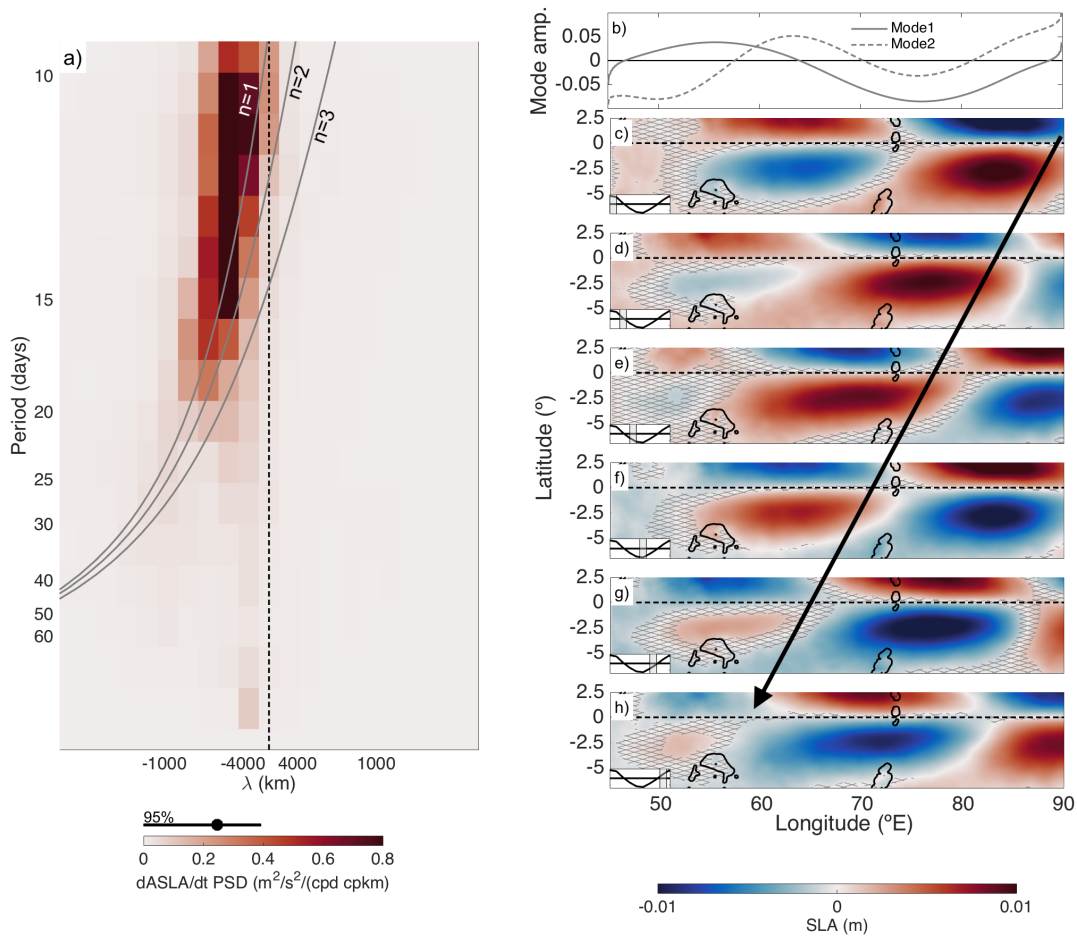 a)
n=1
n=2
n=3
10
15
20
25
30
40
50
60
Period (days)
-1000 -4000 4000 1000
λ (km)
95%
0 0.2 0.4 0.6 0.8
dASLA/dt PSD (m²/s²/(cpd cpkm)
b)
Mode1
Mode2
0.05
0
-0.05
Mode amp.
c)
2.5
0
-2.5
-5
d)
2.5
0
-2.5
-5
e)
2.5
0
-2.5
-5
f)
2.5
0
-2.5
-5
g)
2.5
0
-2.5
-5
h)
2.5
0
-2.5
-5
Latitude (º)
50 60 70 80 90
Longitude (ºE)
-0.01 0 0.01
SLA (m)